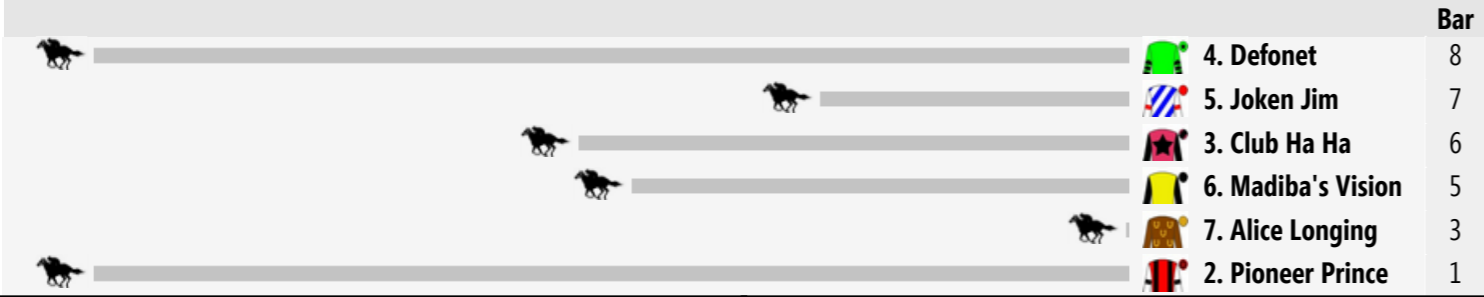 Bar
4. Defonet 8
5. Joken Jim 7
3. Club Ha Ha 6
6. Madiba's Vision 5
7. Alice Longing 3
2. Pioneer Prince 1